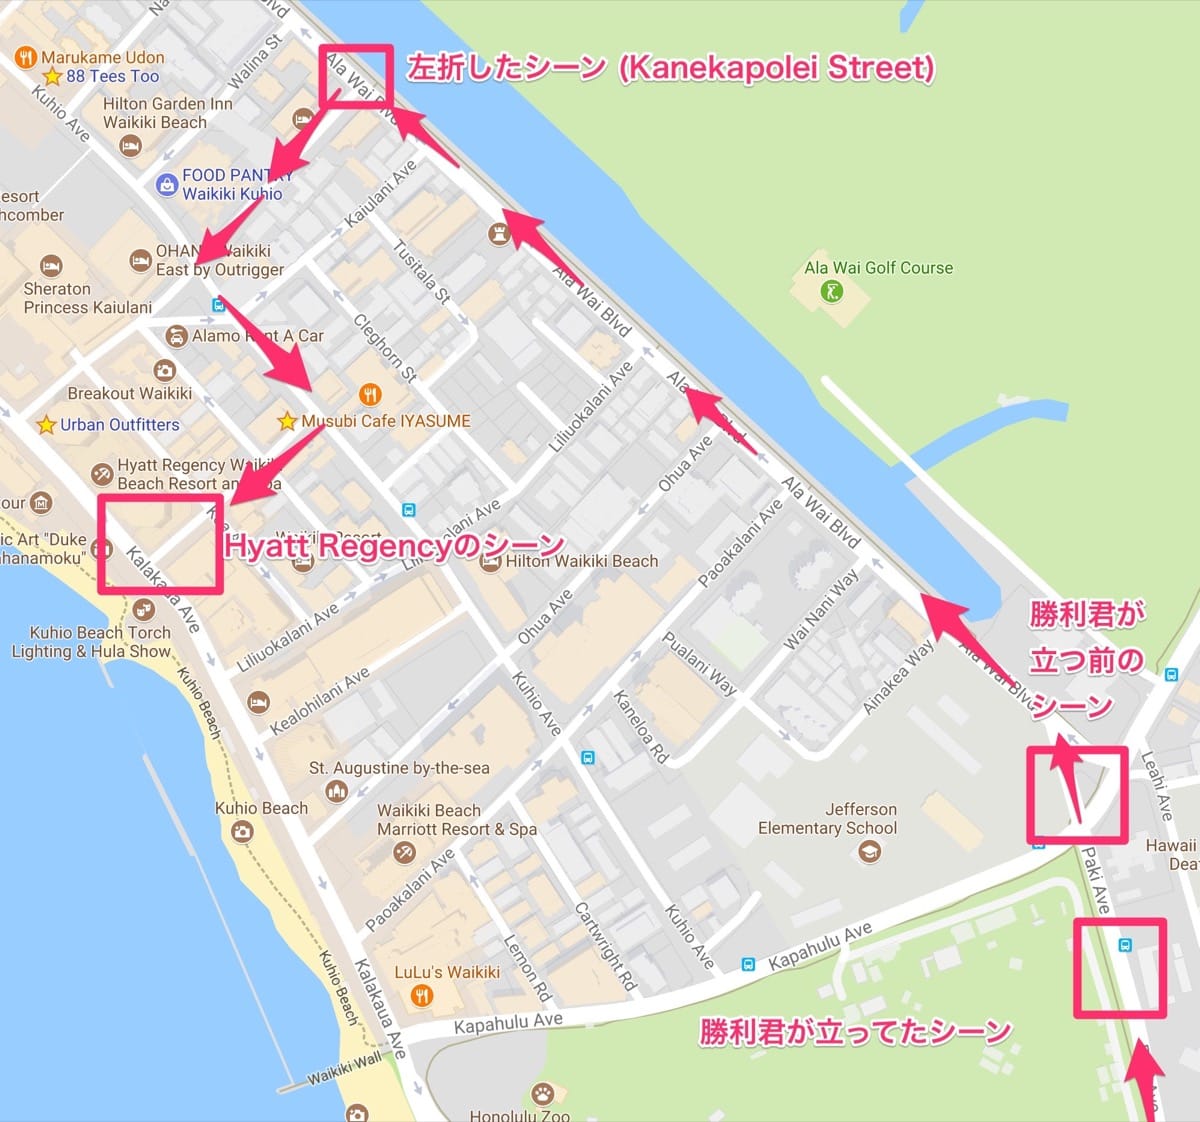 Blvd
Na
Marukame Udon
88 Tees Too
Walina St
Ala Wai Blvd
左折したシーン (Kanekapolei Street)
Kuhio Ave
Hilton Garden Inn
Waikiki Beach
FOOD PANTRY
Waikiki Kuhio
Kaiulani Ave
esort
hcomber
OHANA Waikiki
East by Outrigger
Tusitala St
Ala Wai Golf Course
Sheraton
Princess Kaiulani
Ala Wai Blvd
Alamo Rent A Car
Cleghorn St
Breakout Waikiki
Ala Wai Blvd
Liliuokalani Ave
Urban Outfitters
Musubi Cafe IYASUME
Ohua Ave
Hyatt Regency Waikiki
Beach Resort and Spa
our
Ala Wai Blvd
Paoakalani Ave
ic Art "Duke
ahanamoku"
Hyatt Regencyのシーン
Waikiki Resort
Hilton Waikiki Beach
Liliuokalani Ave
Kalakaua Ave
Wai Nani Way
勝利君が
立つ前の
シーン
Kuhio Beach Torch
Lighting & Hula Show
Liliuokalani Ave
Ohua Ave
Pualani Way
Ainakea Way
Ala Wai Blvd
Kuhio Beach
Kealohilani Ave
Kuhio Ave
Kaneloa Rd
St. Augustine by-the-sea
Leahi Ave
Kuhio Beach
Waikiki Beach
Marriott Resort & Spa
Jefferson
Elementary School
Hawaii
Dea
Paoakalani Ave
Paki Ave
Cartwright Rd
Kuhio Ave
Kapahulu Ave
Lemon Rd
LuLu's Waikiki
Kuhio Beach
Kalakaua Ave
Kapahulu Ave
勝利君が立ってたシーン
Waikiki Wall
Honolulu Zoo